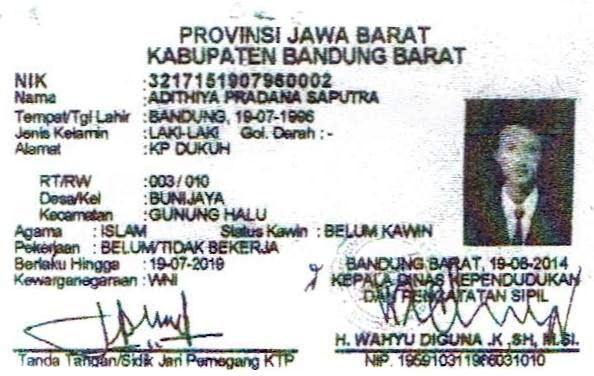 PROVINSI JAWA BARAT
KABUPATEN BANDUNG BARAT
NIK : 3217151907960002
Nama : ADITHIYA PRADANA SAPUTRA
Tempat/Tgl Lahir : BANDUNG, 19-07-1996
Jenis Kelamin : LAKI-LAKI Gol. Darah : -
Alamat : KP DUKUH
RT/RW : 003 / 010
Desa/Kel : BUNIJAYA
Kecamatan : GUNUNG HALU
Agama : ISLAM Status Kawin : BELUM KAWIN
Pekerjaan : BELUM/TIDAK BEKERJA
Berlaku Hingga : 19-07-2019
Kewarganegaraan : WNI
BANDUNG BARAT, 19-08-2014
KEPALA DINAS KEPENDUDUKAN
DAN PENCATATAN SIPIL
H. WAHYU DIGUNA .K ,SH, M.SI.
Tanda Tangan/Sidik Jari Pemegang KTP
NIP. 195910311986031010